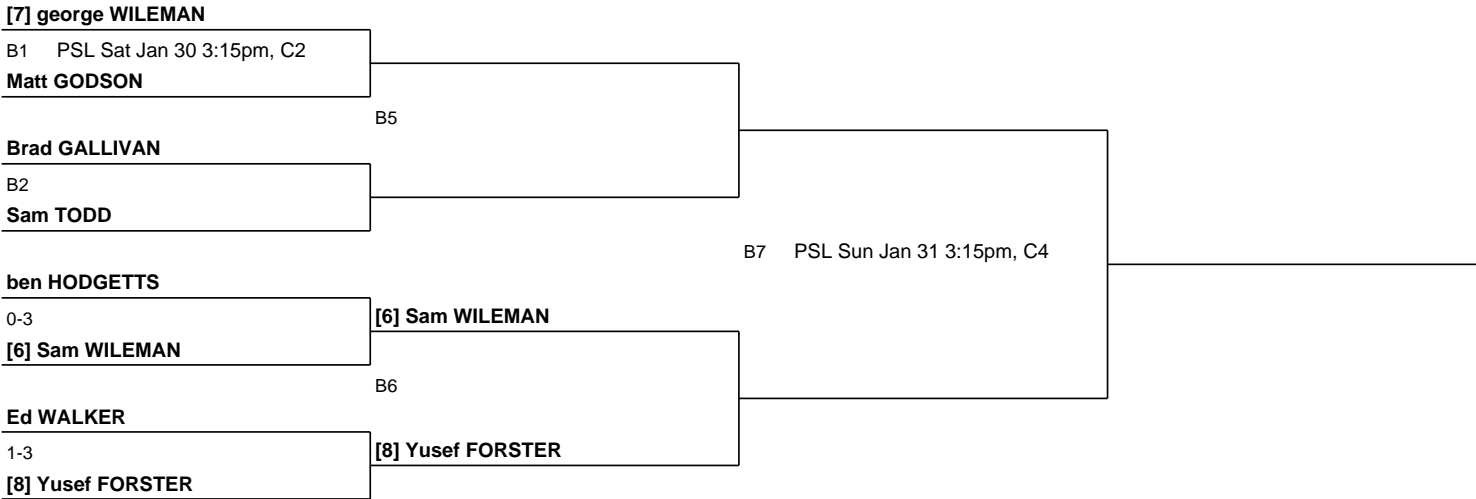 [7] george WILEMAN
B1 PSL Sat Jan 30 3:15pm, C2
Matt GODSON
B5
Brad GALLIVAN
B2
Sam TODD
B7 PSL Sun Jan 31 3:15pm, C4
ben HODGETTS
0-3
[6] Sam WILEMAN
[6] Sam WILEMAN
B6
Ed WALKER
1-3
[8] Yusef FORSTER
[8] Yusef FORSTER